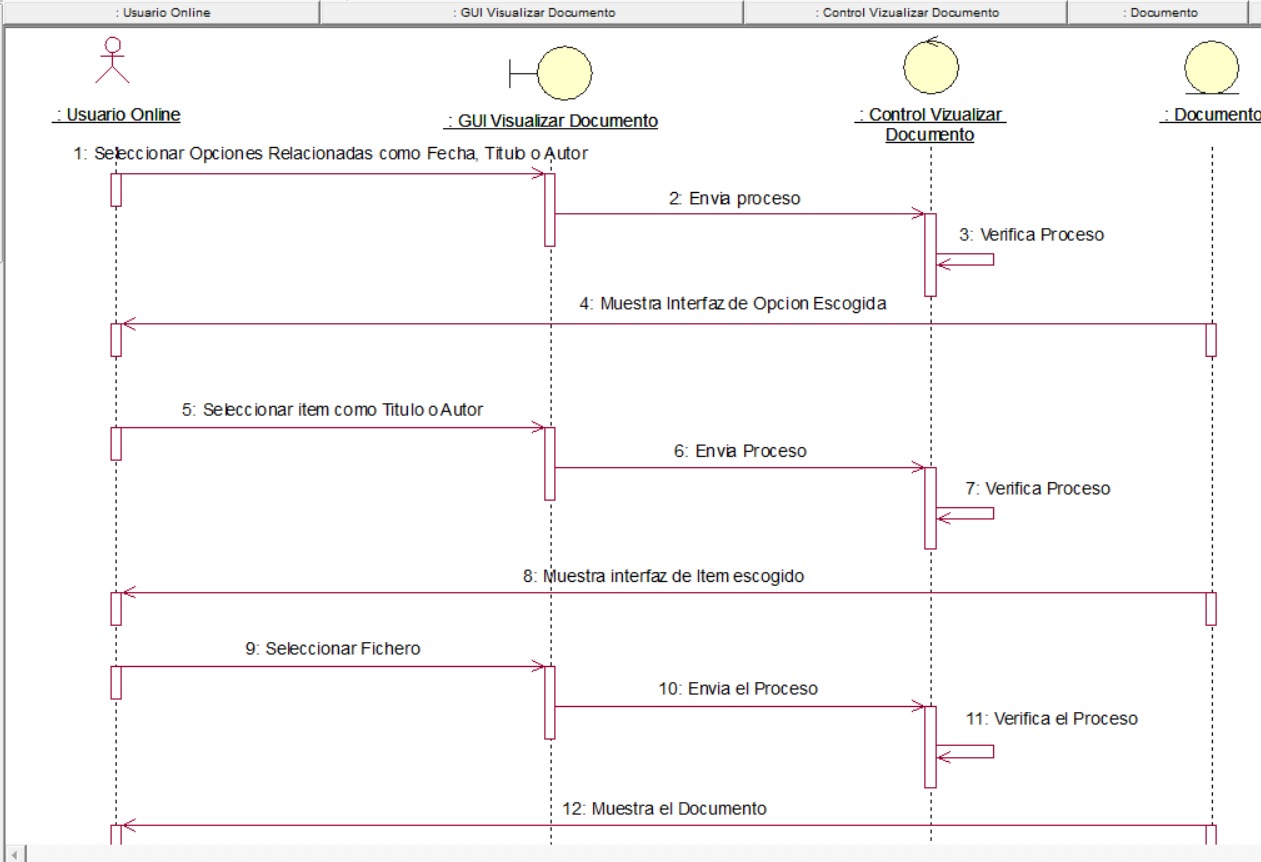 : Usuario Online
: GUI Visualizar Documento
: Control Vizualizar Documento
: Documento
: Usuario Online
: GUI Visualizar Documento
: Control Vizualizar
Documento
: Documento
1: Seleccionar Opciones Relacionadas como Fecha, Titulo o Autor
2: Envia proceso
3: Verifica Proceso
4: Muestra Interfaz de Opcion Escogida
5: Seleccionar item como Titulo o Autor
6: Envia Proceso
7: Verifica Proceso
8: Muestra interfaz de Item escogido
9: Seleccionar Fichero
10: Envia el Proceso
11: Verifica el Proceso
12: Muestra el Documento